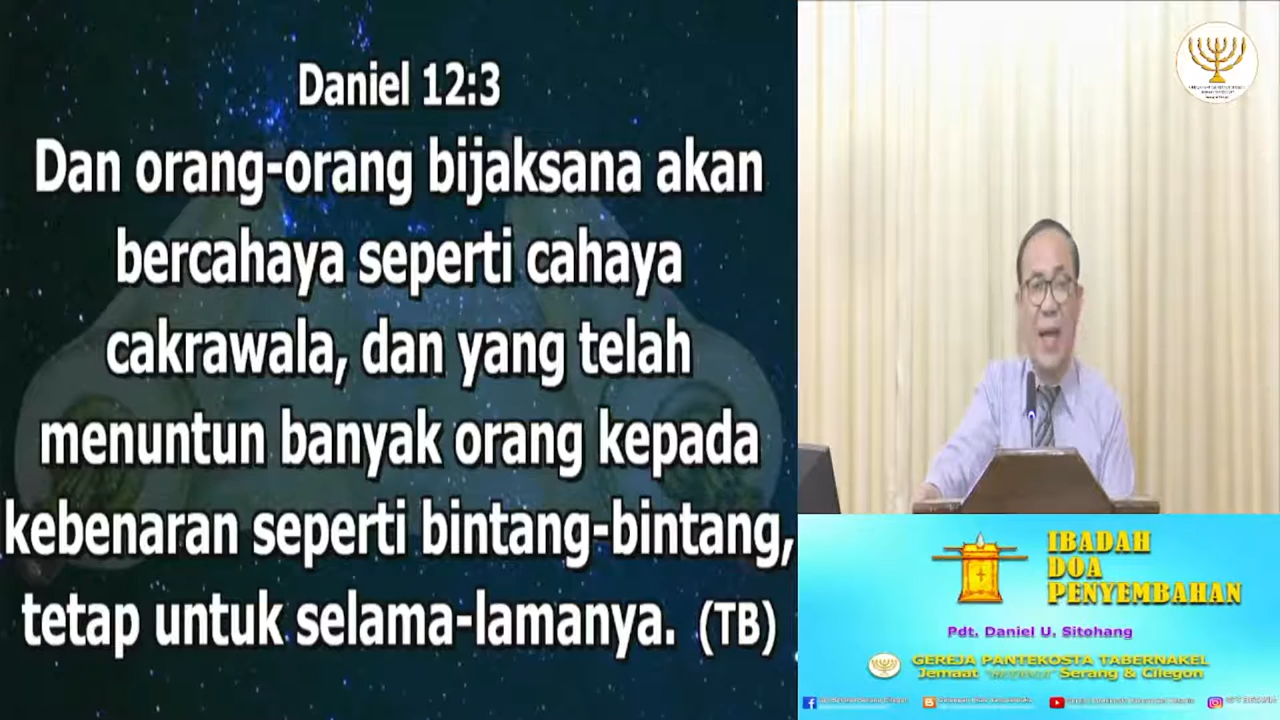 Daniel 12:3
Dan orang-orang bijaksana akan
bercahaya seperti cahaya
cakrawala, dan yang telah
menuntun banyak orang kepada
kebenaran seperti bintang-bintang,
tetap untuk selama-lamanya. (TB)
IBADAH
DOA
PENYEMBAHAN
Pdt. Daniel U. Sitohang
GEREJA PANTEKOSTA TABERNAKEL
Jemaat Serang & Cilegon